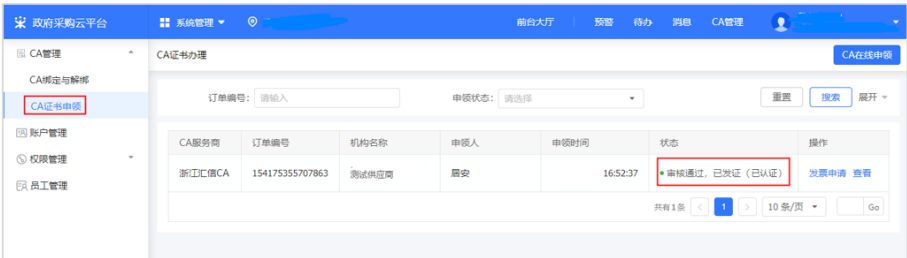 政府采购云平台 系统管理 前台大厅 预警 待办 消息 CA管理
CA管理
CA绑定与解绑
CA证书申领
账户管理
权限管理
员工管理
CA证书办理 CA在线申领
订单编号: 请输入 申领状态: 请选择 重置 搜索 展开
CA服务商 订单编号 机构名称 申领人 申领时间 状态 操作
浙江汇信CA 154175355707863 测试供应商 居安 16:52:37 审核通过，已发证（已认证） 发票申请 查看
共有1条 < 1 > 10 条/页 Go